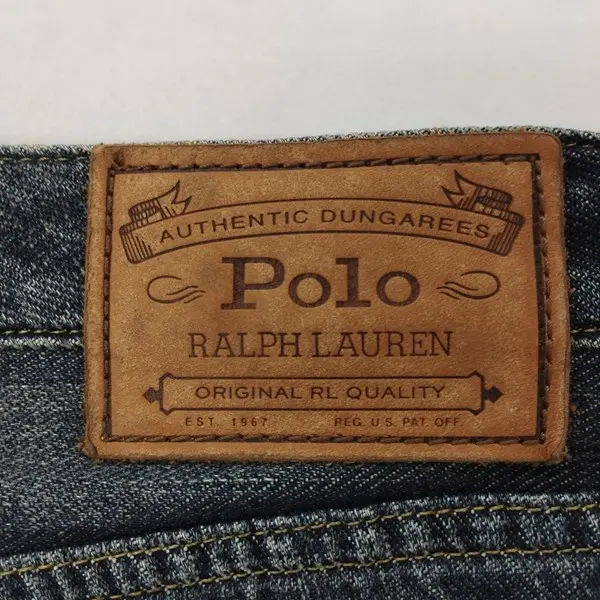 AUTHENTIC DUNGAREES
Polo
RALPH LAUREN
ORIGINAL RL QUALITY
EST. 1967 REG. U.S. PAT. OFF.